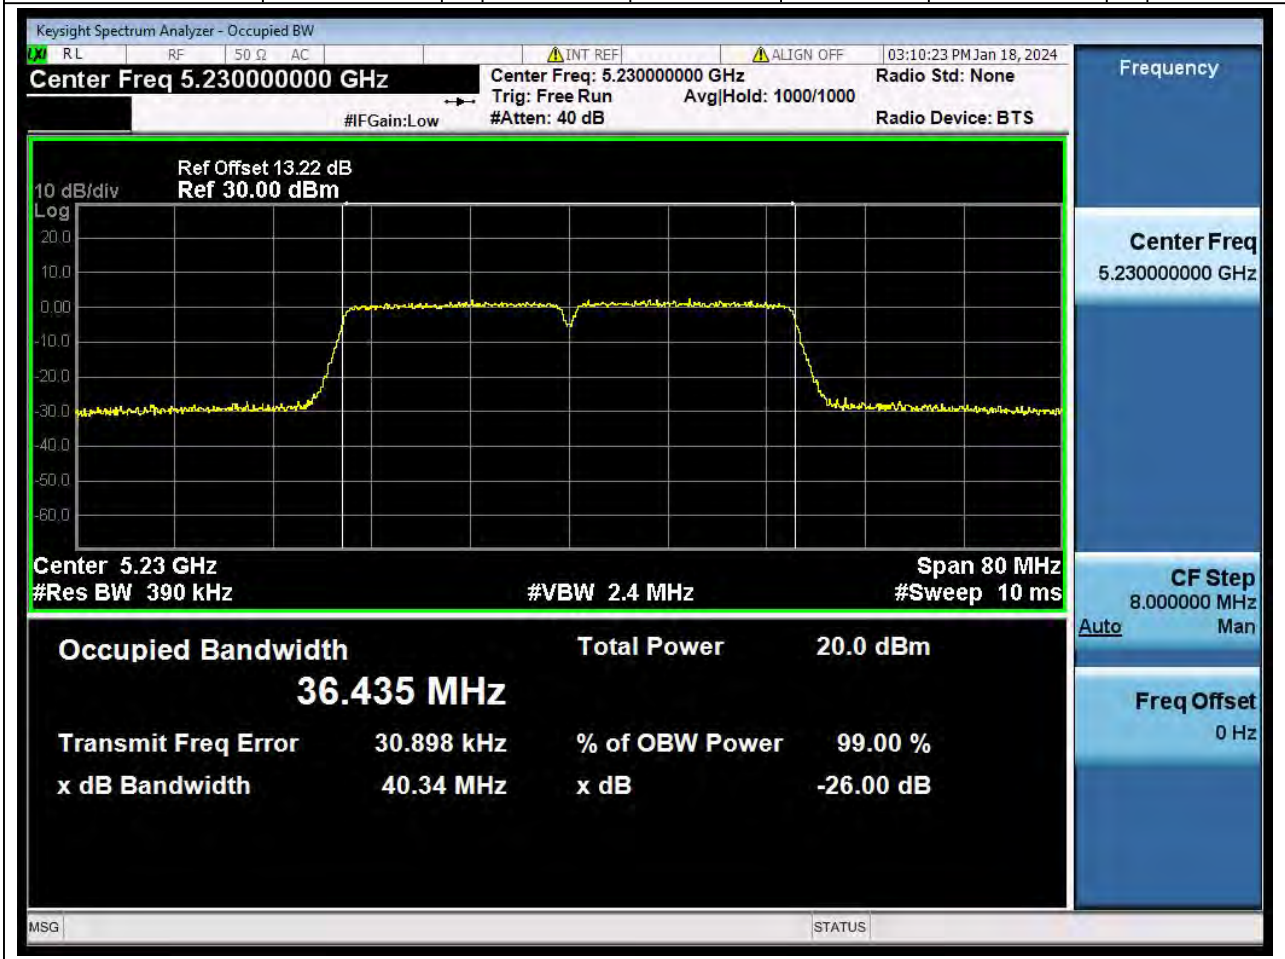 Keysight Spectrum Analyzer - Occupied BW
LXI RL RF 50 Ω AC INT REF ALIGN OFF 03:10:23 PM Jan 18, 2024
Center Freq 5.230000000 GHz
Center Freq: 5.230000000 GHz
Radio Std: None
Trig: Free Run Avg|Hold: 1000/1000
#IFGain:Low
#Atten: 40 dB
Radio Device: BTS
Ref Offset 13.22 dB
10 dB/div Ref 30.00 dBm
Log
20.0
10.0
0.00
-10.0
-20.0
-30.0
-40.0
-50.0
-60.0
Center 5.23 GHz Span 80 MHz
#Res BW 390 kHz #VBW 2.4 MHz #Sweep 10 ms
Occupied Bandwidth Total Power 20.0 dBm
36.435 MHz
Transmit Freq Error 30.898 kHz % of OBW Power 99.00 %
x dB Bandwidth 40.34 MHz x dB -26.00 dB
MSG STATUS
Frequency
Center Freq
5.230000000 GHz
CF Step
8.000000 MHz
Auto Man
Freq Offset
0 Hz